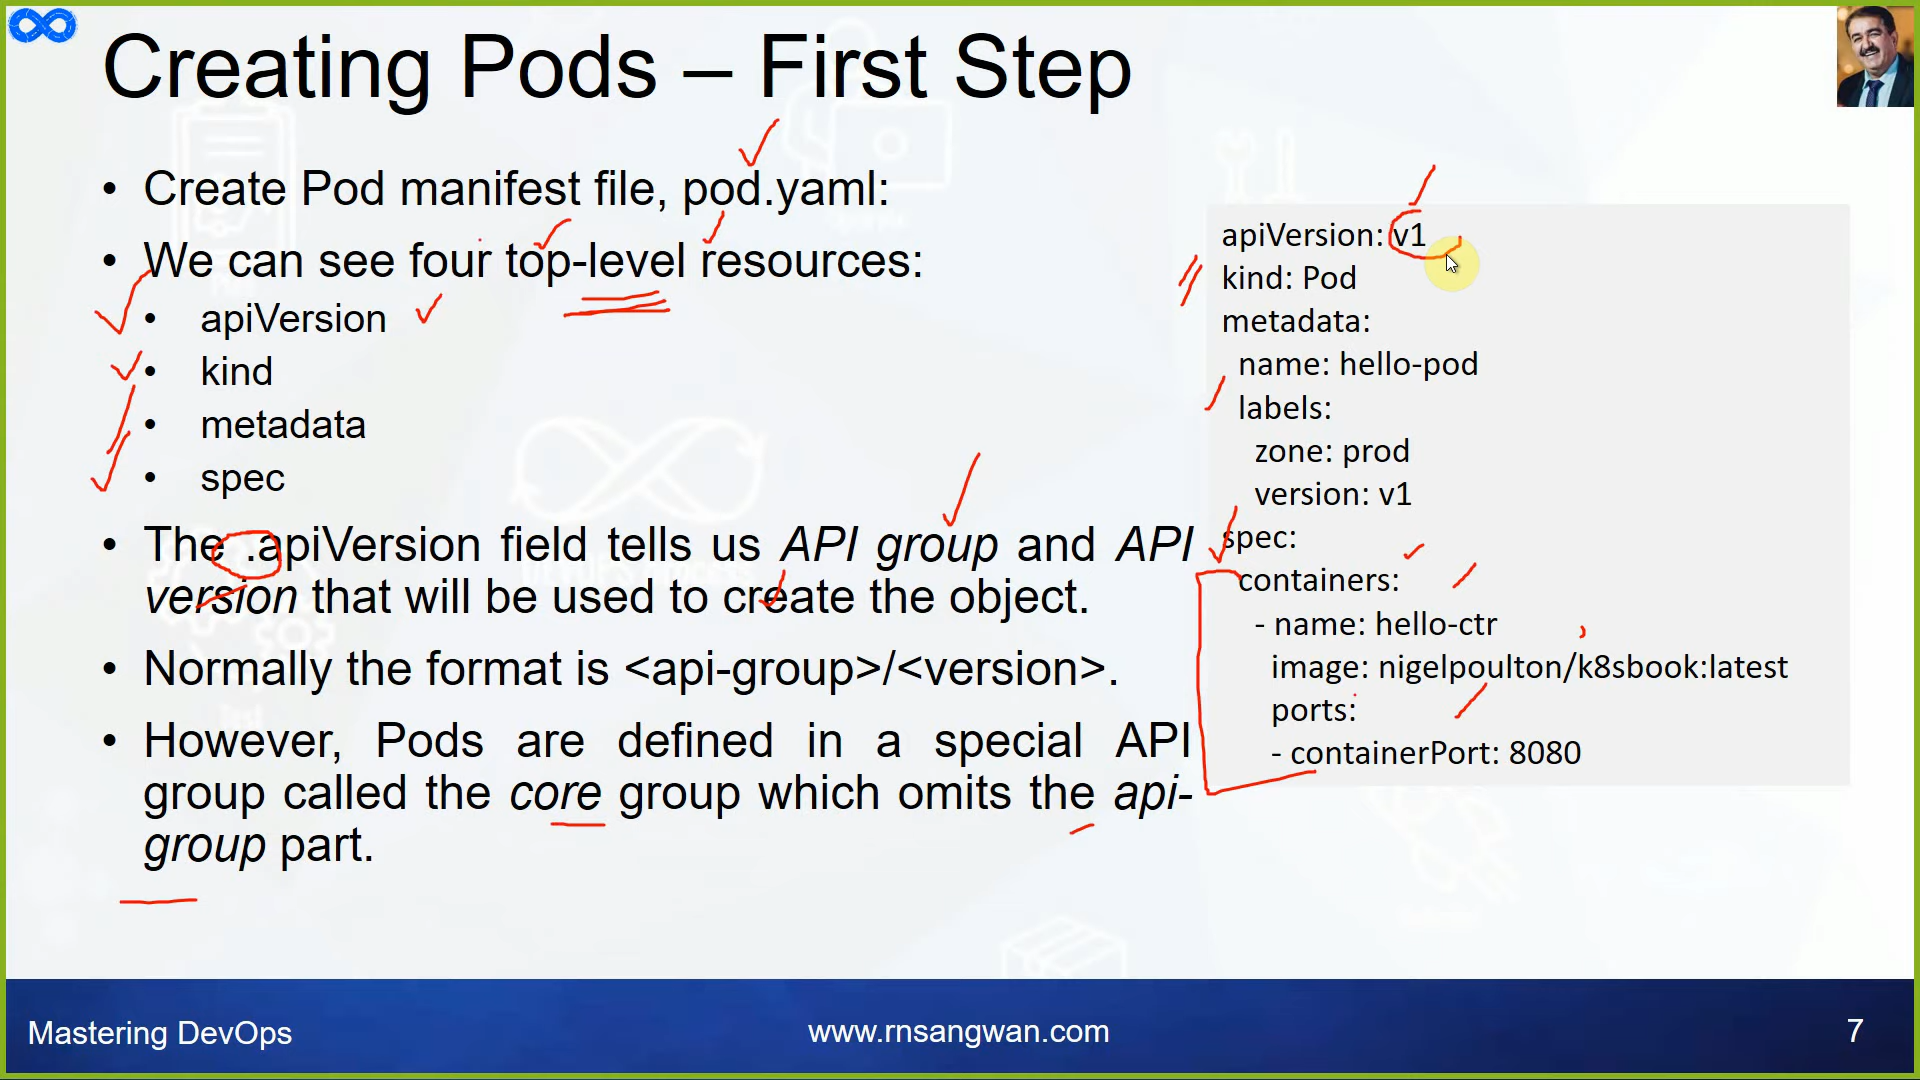 Creating Pods – First Step
• Create Pod manifest file, pod.yaml:
• We can see four top-level resources:
• apiVersion
• kind
• metadata
• spec
• The .apiVersion field tells us API group and API
version that will be used to create the object.
• Normally the format is <api-group>/<version>.
• However, Pods are defined in a special API
group called the core group which omits the api-
group part.
apiVersion: v1
kind: Pod
metadata:
  name: hello-pod
  labels:
    zone: prod
    version: v1
spec:
  containers:
    - name: hello-ctr
      image: nigelpoulton/k8sbook:latest
      ports:
      - containerPort: 8080
Mastering DevOps
www.rnsangwan.com
7